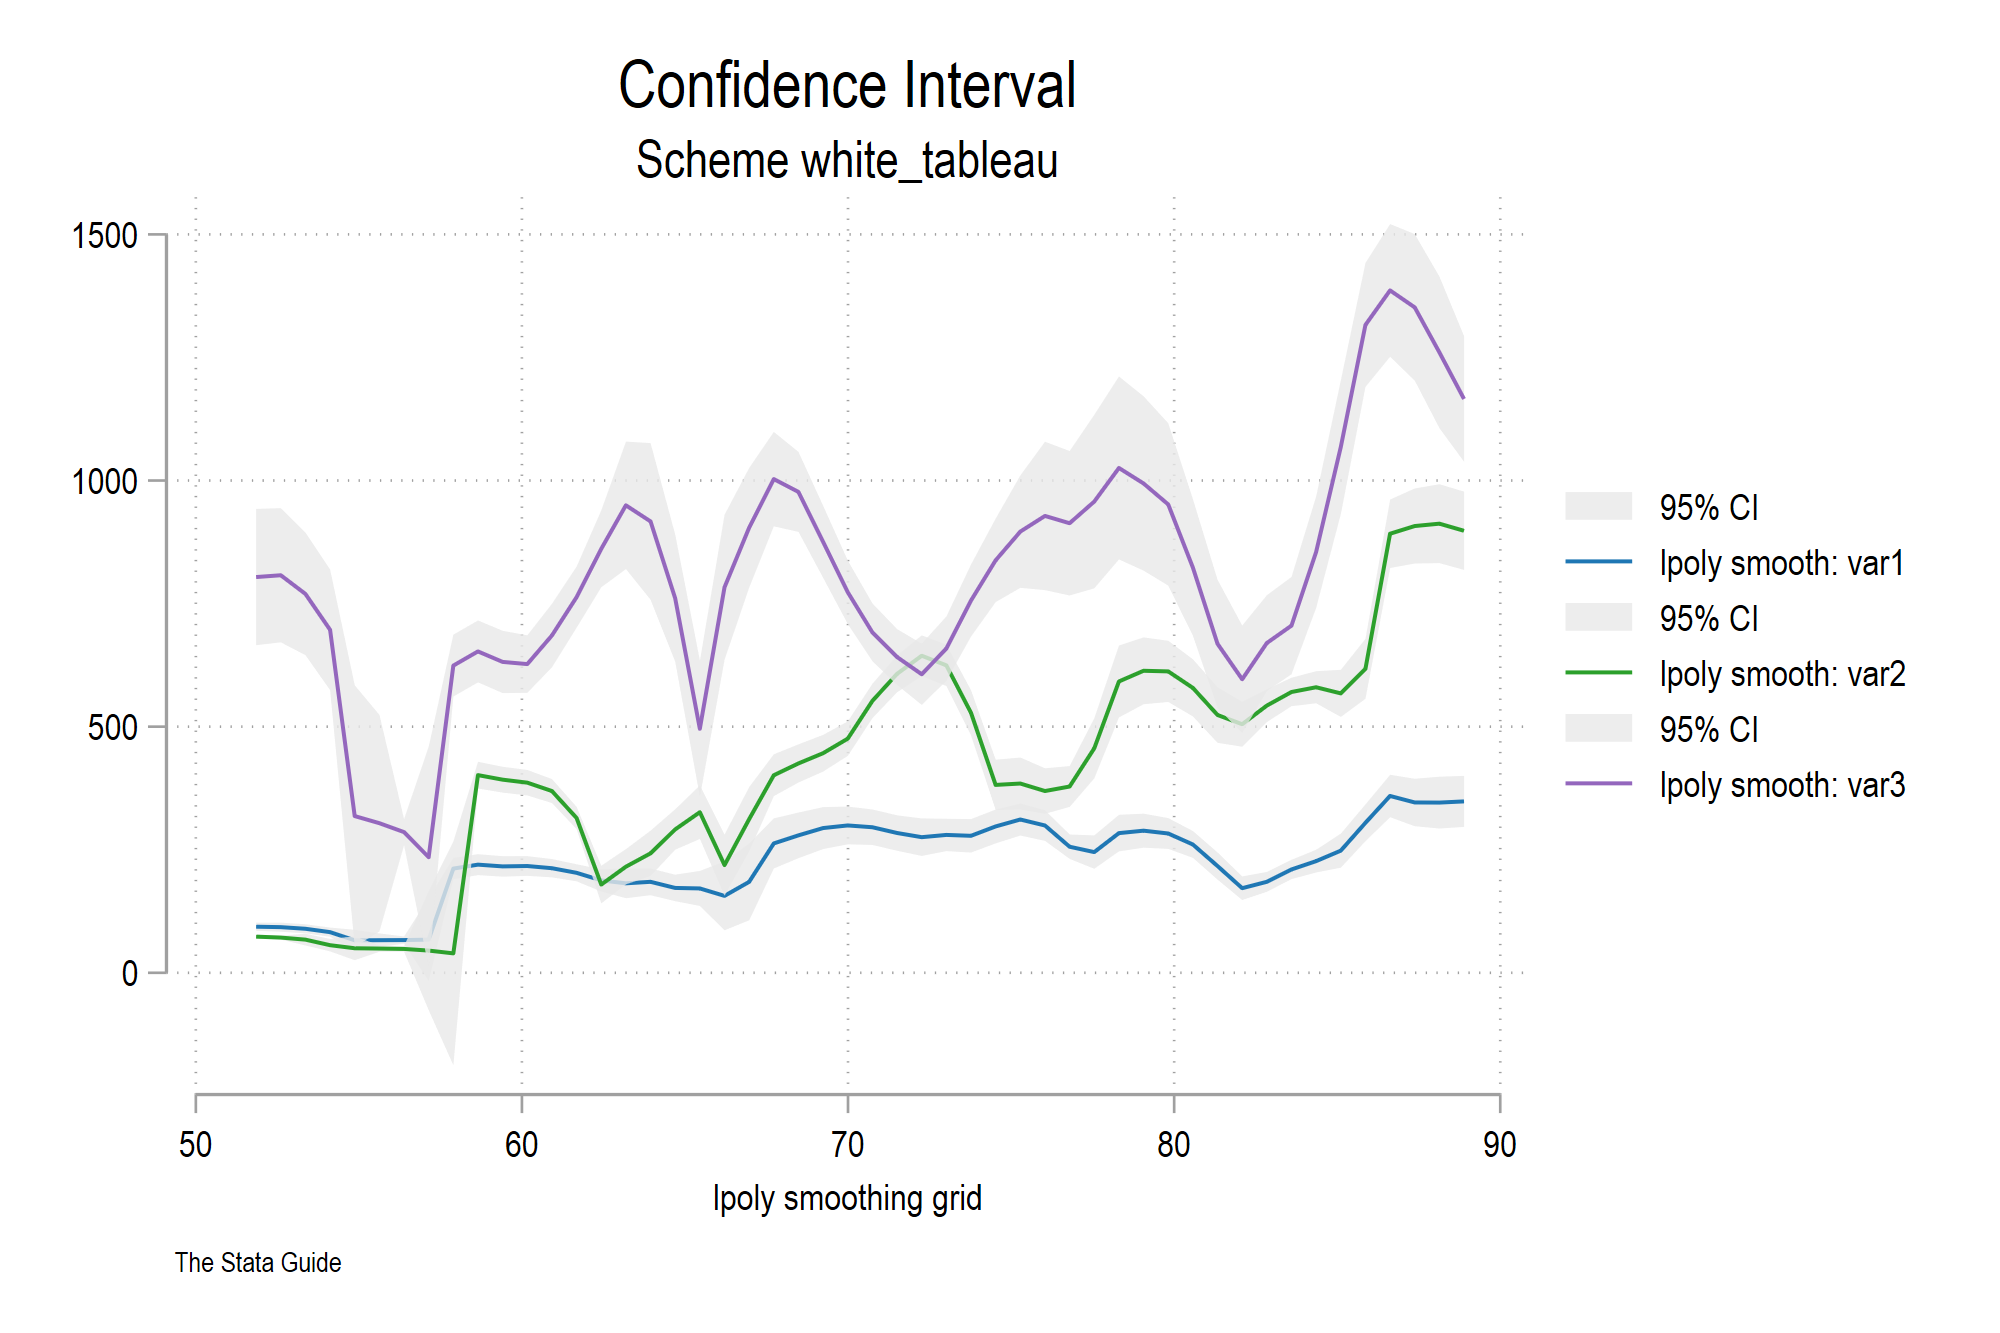 Confidence Interval
Scheme white_tableau
1500
1000
500
0
50 60 70 80 90
lpoly smoothing grid
95% CI
lpoly smooth: var1
95% CI
lpoly smooth: var2
95% CI
lpoly smooth: var3
The Stata Guide